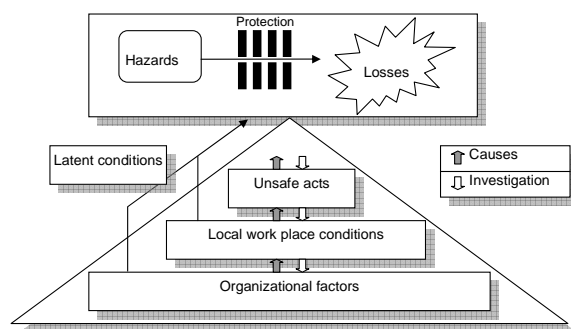 Protection
Hazards
Losses
Latent conditions
Causes
Investigation
Unsafe acts
Local work place conditions
Organizational factors